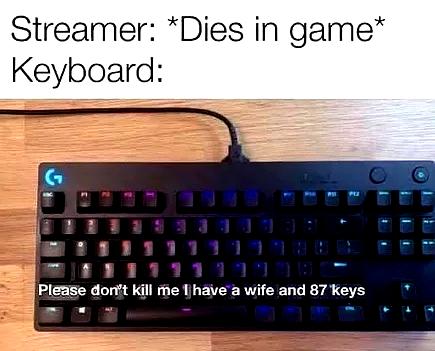 Streamer: *Dies in game*
Keyboard:
Please don't kill me I have a wife and 87 keys